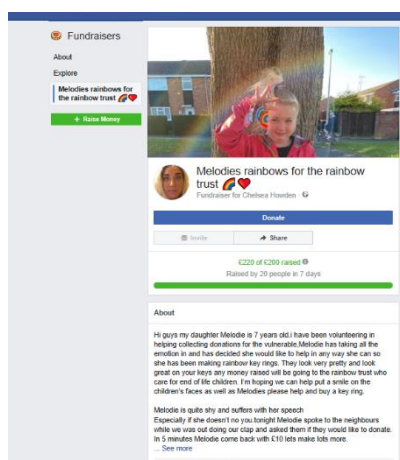 Fundraisers
About
Explore
Melodies rainbows for
the rainbow trust 🌈❤️
+ Raise Money
Melodies rainbows for the rainbow
trust 🌈❤️
Fundraiser for Chelsea Howden
Donate
Invite
Share
£220 of £200 raised
Raised by 20 people in 7 days
About
Hi guys my daughter Melodie is 7 years old.i have been volunteering in
helping collecting donations for the vulnerable,Melodie has taking all the
emotion in and has decided she would like to help in any way she can so
she has been making rainbow key rings. They look very pretty and look
great on your keys any money raised will be going to the rainbow trust who
care for end of life children. I'm hoping we can help put a smile on the
children's faces as well as Melodies please help and buy a key ring.
Melodie is quite shy and suffers with her speech
Especially if she doesn't no you tonight Melodie spoke to the neighbours
while we was out doing our clap and asked them if they would like to donate.
In 5 minutes Melodie come back with £10 lets make lots more.
... See more